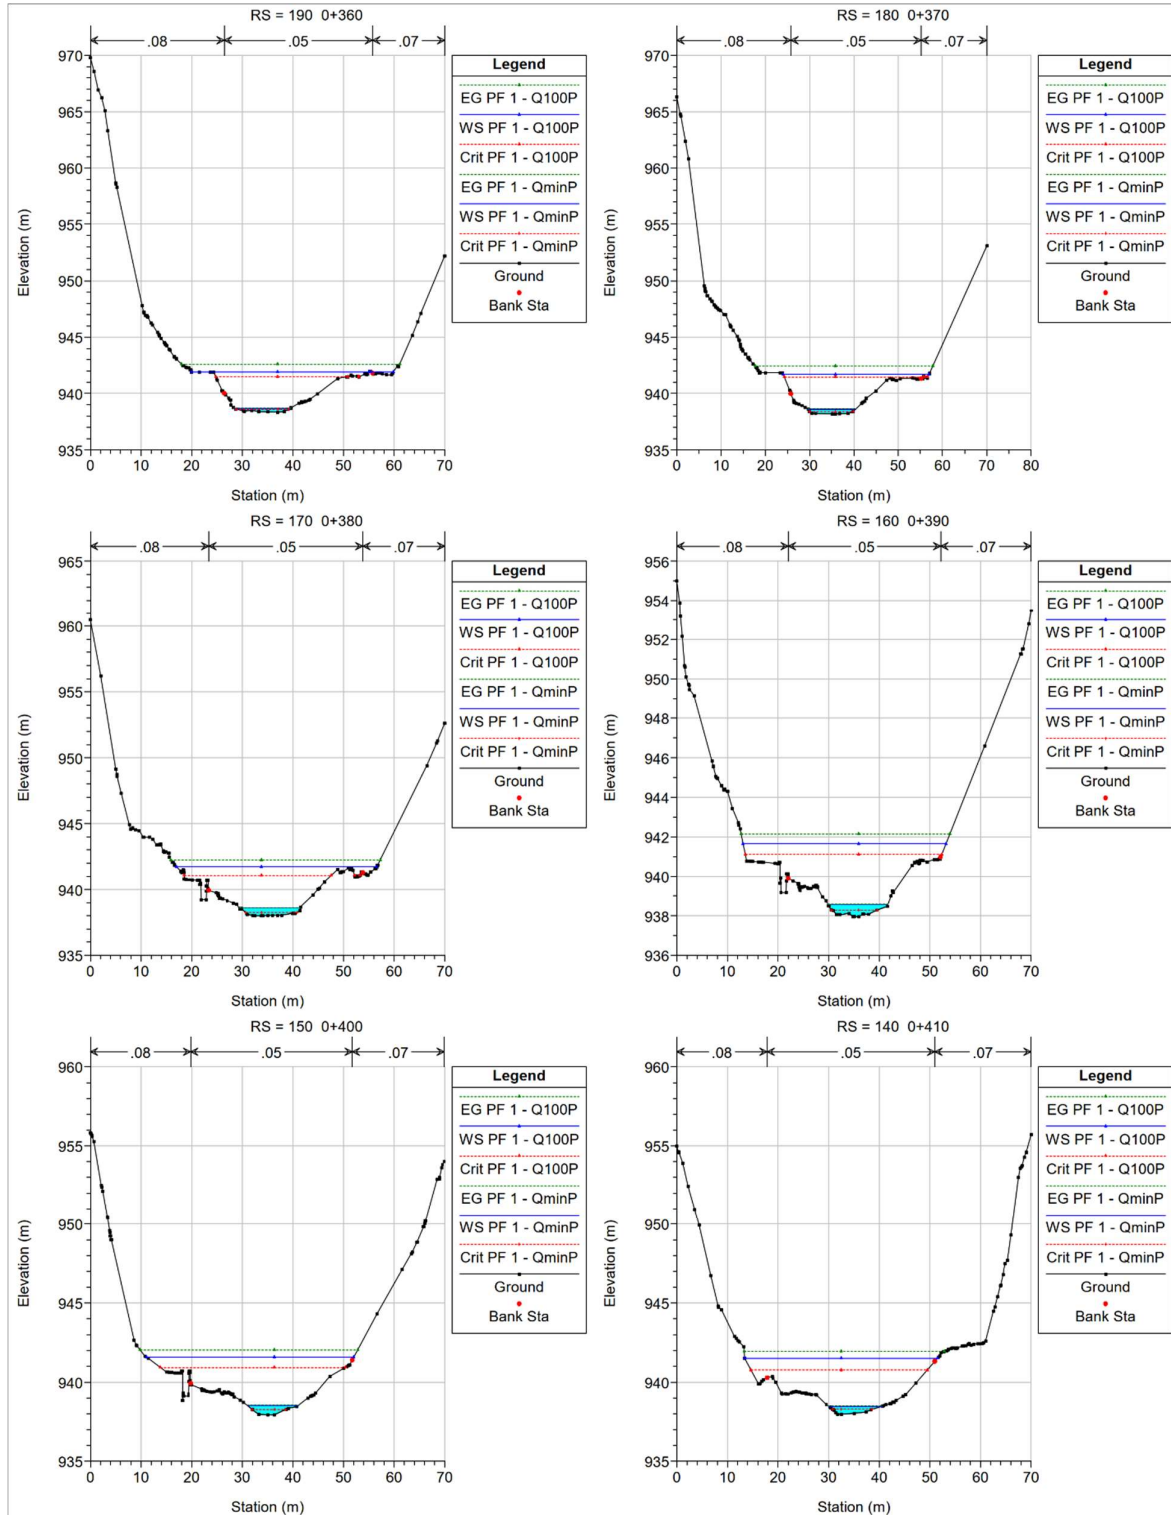 RS = 190 0+360
.08 .05 .07
970
965
960
955
950
945
940
935
Elevation (m)
0 10 20 30 40 50 60 70
Station (m)
Legend
EG PF 1 - Q100P
WS PF 1 - Q100P
Crit PF 1 - Q100P
EG PF 1 - QminP
WS PF 1 - QminP
Crit PF 1 - QminP
Ground
Bank Sta
RS = 180 0+370
.08 .05 .07
970
965
960
955
950
945
940
935
Elevation (m)
0 10 20 30 40 50 60 70 80
Station (m)
Legend
EG PF 1 - Q100P
WS PF 1 - Q100P
Crit PF 1 - Q100P
EG PF 1 - QminP
WS PF 1 - QminP
Crit PF 1 - QminP
Ground
Bank Sta
RS = 170 0+380
.08 .05 .07
965
960
955
950
945
940
935
Elevation (m)
0 10 20 30 40 50 60 70
Station (m)
Legend
EG PF 1 - Q100P
WS PF 1 - Q100P
Crit PF 1 - Q100P
EG PF 1 - QminP
WS PF 1 - QminP
Crit PF 1 - QminP
Ground
Bank Sta
RS = 160 0+390
.08 .05 .07
956
954
952
950
948
946
944
942
940
938
936
Elevation (m)
0 10 20 30 40 50 60 70
Station (m)
Legend
EG PF 1 - Q100P
WS PF 1 - Q100P
Crit PF 1 - Q100P
EG PF 1 - QminP
WS PF 1 - QminP
Crit PF 1 - QminP
Ground
Bank Sta
RS = 150 0+400
.08 .05 .07
960
955
950
945
940
935
Elevation (m)
0 10 20 30 40 50 60 70
Station (m)
Legend
EG PF 1 - Q100P
WS PF 1 - Q100P
Crit PF 1 - Q100P
EG PF 1 - QminP
WS PF 1 - QminP
Crit PF 1 - QminP
Ground
Bank Sta
RS = 140 0+410
.08 .05 .07
960
955
950
945
940
935
Elevation (m)
0 10 20 30 40 50 60 70
Station (m)
Legend
EG PF 1 - Q100P
WS PF 1 - Q100P
Crit PF 1 - Q100P
EG PF 1 - QminP
WS PF 1 - QminP
Crit PF 1 - QminP
Ground
Bank Sta